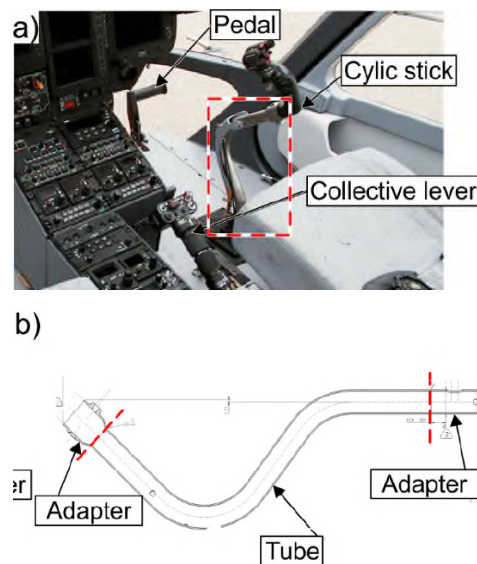 a)
Pedal
Cylic stick
Collective lever
b)
er
Adapter
Adapter
Tube